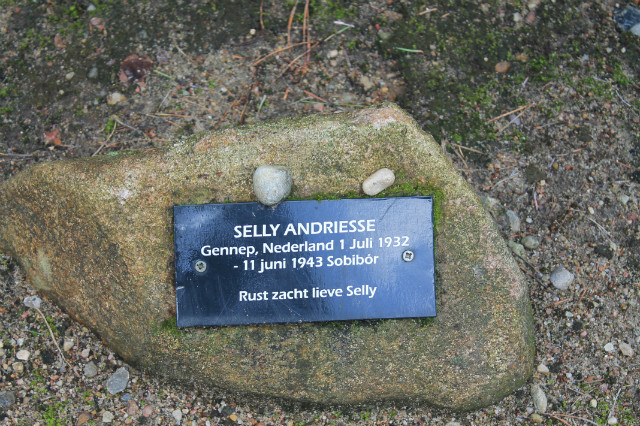 SELLY ANDRIESSE
Gennep, Nederland 1 Juli 1932
- 11 juni 1943 Sobibór
Rust zacht lieve Selly